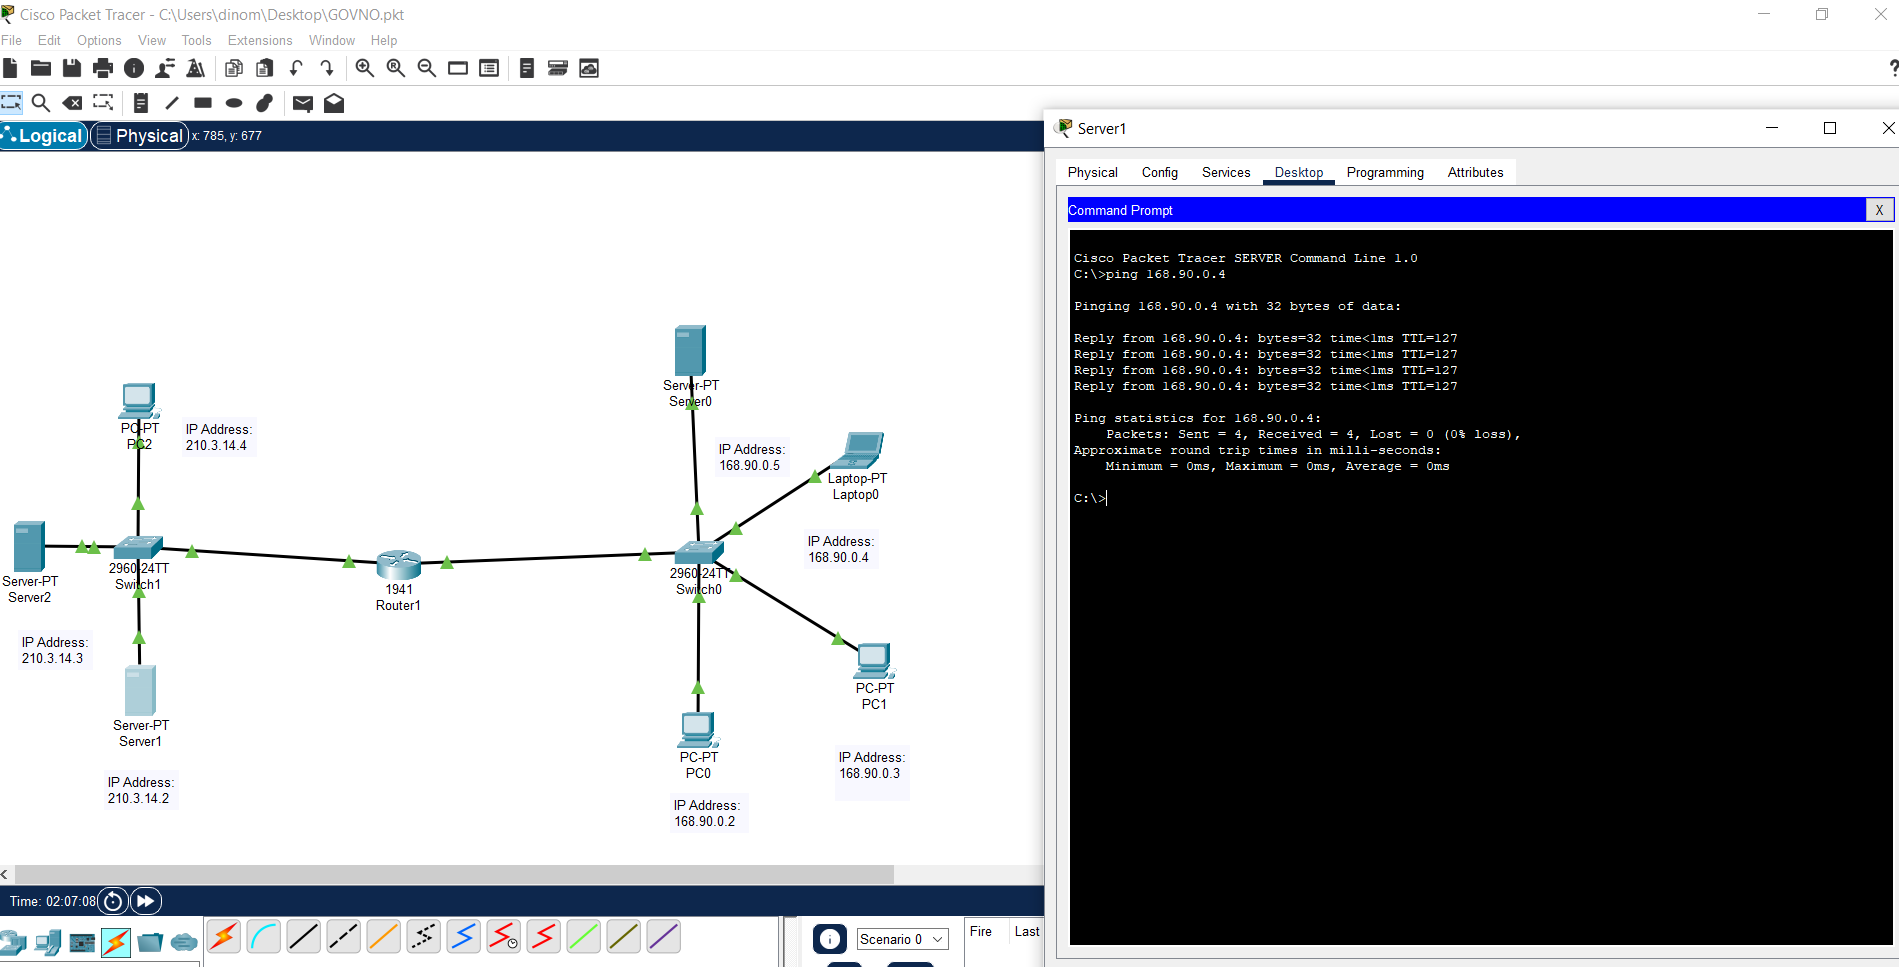 Cisco Packet Tracer - C:\Users\dinom\Desktop\GOVNO.pkt
File Edit Options View Tools Extensions Window Help
?
Logical Physical x: 785, y: 677
Server-PT
Server0
PC-PT
PC2
IP Address:
210.3.14.4
IP Address:
168.90.0.5
Laptop-PT
Laptop0
IP Address:
168.90.0.4
2960-24TT
Switch1
Server-PT
Server2
1941
Router1
2960-24TT
Switch0
IP Address:
210.3.14.3
Server-PT
Server1
PC-PT
PC1
IP Address:
210.3.14.2
PC-PT
PC0
IP Address:
168.90.0.3
IP Address:
168.90.0.2
Time: 02:07:08
Scenario 0
Fire Last
Server1
Physical Config Services Desktop Programming Attributes
Command Prompt
X
Cisco Packet Tracer SERVER Command Line 1.0
C:\>ping 168.90.0.4
Pinging 168.90.0.4 with 32 bytes of data:
Reply from 168.90.0.4: bytes=32 time<1ms TTL=127
Reply from 168.90.0.4: bytes=32 time<1ms TTL=127
Reply from 168.90.0.4: bytes=32 time<1ms TTL=127
Reply from 168.90.0.4: bytes=32 time<1ms TTL=127
Ping statistics for 168.90.0.4:
Packets: Sent = 4, Received = 4, Lost = 0 (0% loss),
Approximate round trip times in milli-seconds:
Minimum = 0ms, Maximum = 0ms, Average = 0ms
C:\>